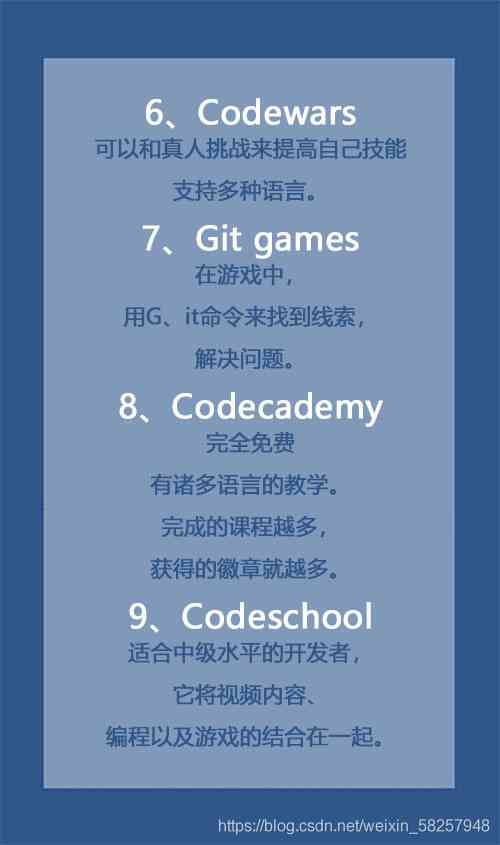 6、Codewars
可以和真人挑战来提高自己技能
支持多种语言。
7、Git games
在游戏中，
用G、it命令来找到线索，
解决问题。
8、Codecademy
完全免费
有诸多语言的教学。
完成的课程越多，
获得的徽章就越多。
9、Codeschool
适合中级水平的开发者，
它将视频内容、
编程以及游戏的结合在一起。
https://blog.csdn.net/weixin_58257948